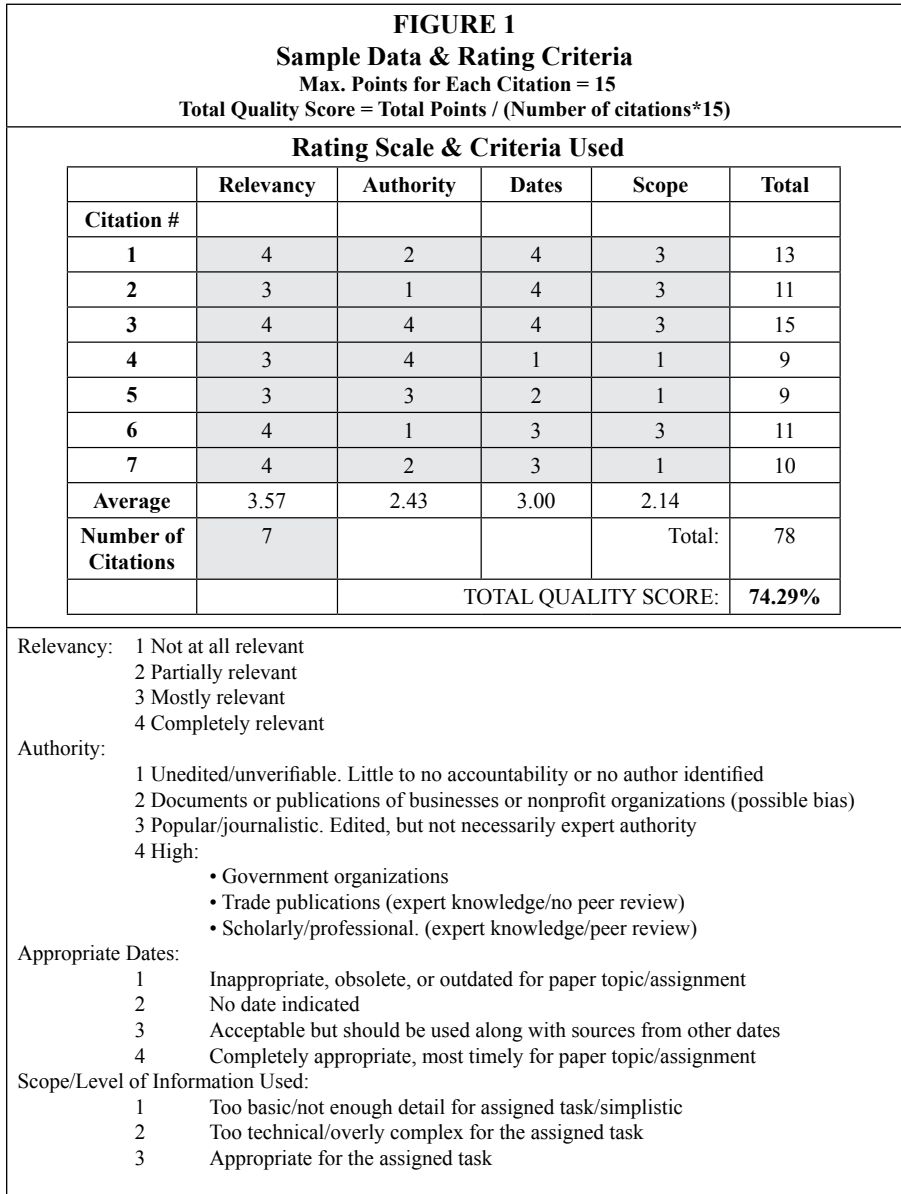 FIGURE 1
Sample Data & Rating Criteria
Max. Points for Each Citation = 15
Total Quality Score = Total Points / (Number of citations*15)
Rating Scale & Criteria Used
Relevancy Authority Dates Scope Total
Citation #
1 4 2 4 3 13
2 3 1 4 3 11
3 4 4 4 3 15
4 3 4 1 1 9
5 3 3 2 1 9
6 4 1 3 3 11
7 4 2 3 1 10
Average 3.57 2.43 3.00 2.14
Number of Citations 7 Total: 78
TOTAL QUALITY SCORE: 74.29%
Relevancy: 1 Not at all relevant
2 Partially relevant
3 Mostly relevant
4 Completely relevant
Authority:
1 Unedited/unverifiable. Little to no accountability or no author identified
2 Documents or publications of businesses or nonprofit organizations (possible bias)
3 Popular/journalistic. Edited, but not necessarily expert authority
4 High:
• Government organizations
• Trade publications (expert knowledge/no peer review)
• Scholarly/professional. (expert knowledge/peer review)
Appropriate Dates:
1 Inappropriate, obsolete, or outdated for paper topic/assignment
2 No date indicated
3 Acceptable but should be used along with sources from other dates
4 Completely appropriate, most timely for paper topic/assignment
Scope/Level of Information Used:
1 Too basic/not enough detail for assigned task/simplistic
2 Too technical/overly complex for the assigned task
3 Appropriate for the assigned task